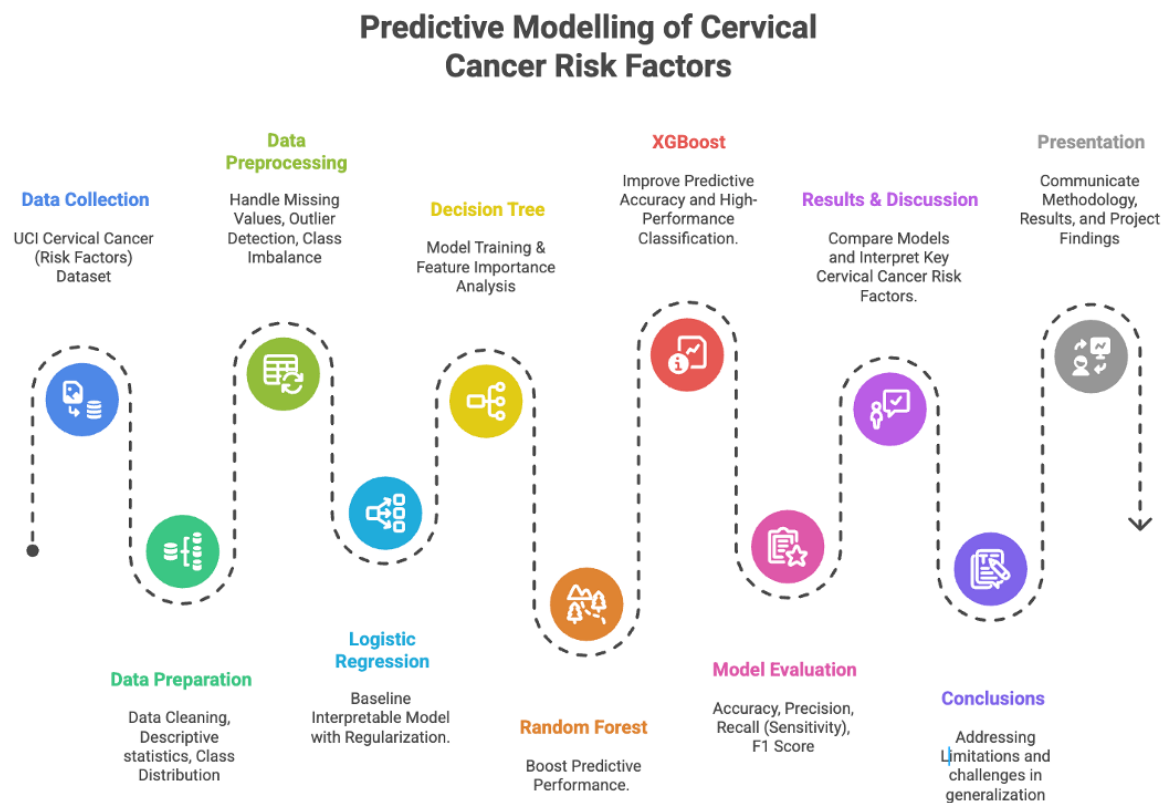 Predictive Modelling of Cervical
Cancer Risk Factors
Data Collection
UCI Cervical Cancer
(Risk Factors)
Dataset
Data Preparation
Data Cleaning,
Descriptive
statistics, Class
Distribution
Data
Preprocessing
Handle Missing
Values, Outlier
Detection, Class
Imbalance
Logistic
Regression
Baseline
Interpretable Model
with Regularization.
Decision Tree
Model Training &
Feature Importance
Analysis
Random Forest
Boost Predictive
Performance.
XGBoost
Improve Predictive
Accuracy and High-
Performance
Classification.
Model Evaluation
Accuracy, Precision,
Recall (Sensitivity),
F1 Score
Results & Discussion
Compare Models
and Interpret Key
Cervical Cancer Risk
Factors.
Conclusions
Addressing
Limitations and
challenges in
generalization
Presentation
Communicate
Methodology,
Results, and Project
Findings